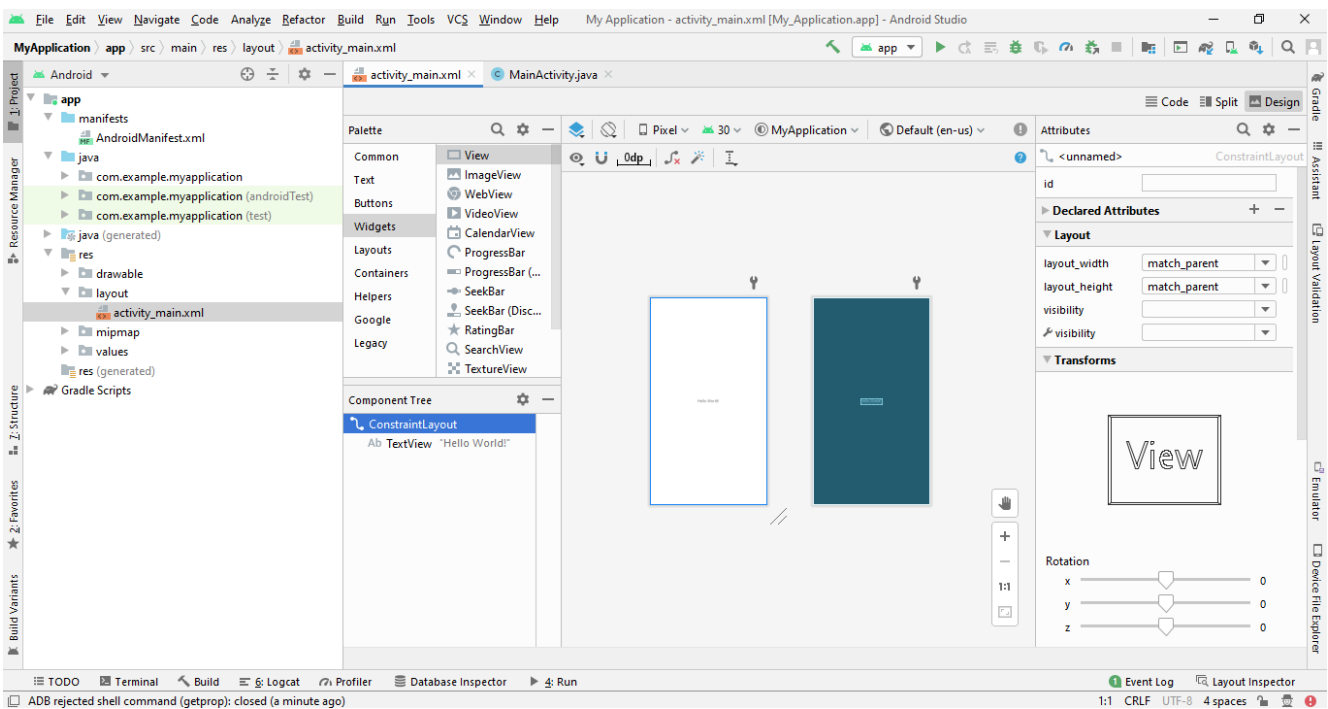 File Edit View Navigate Code Analyze Refactor Build Run Tools VCS Window Help My Application - activity_main.xml [My_Application.app] - Android Studio
MyApplication app src main res layout activity_main.xml
app
1: Project
Resource Manager
7: Structure
2: Favorites
Build Variants
Android
app
manifests
AndroidManifest.xml
java
com.example.myapplication
com.example.myapplication (androidTest)
com.example.myapplication (test)
java (generated)
res
drawable
layout
activity_main.xml
mipmap
values
res (generated)
Gradle Scripts
activity_main.xml
MainActivity.java
Code Split Design
Palette
Common
Text
Buttons
Widgets
Layouts
Containers
Helpers
Google
Legacy
View
ImageView
WebView
VideoView
CalendarView
ProgressBar
ProgressBar (...
SeekBar
SeekBar (Disc...
RatingBar
SearchView
TextureView
Component Tree
ConstraintLayout
Ab TextView "Hello World!"
Pixel 30 MyApplication Default (en-us)
0dp
Hello World!
1:1
Attributes
<unnamed> ConstraintLayout
id
Declared Attributes
Layout
layout_width match_parent
layout_height match_parent
visibility
visibility
Transforms
View
Rotation
x 0
y 0
z 0
Gradle
Assistant
Layout Validation
Emulator
Device File Explorer
TODO Terminal Build 6: Logcat Profiler Database Inspector 4: Run 1 Event Log Layout Inspector
ADB rejected shell command (getprop): closed (a minute ago) 1:1 CRLF UTF-8 4 spaces